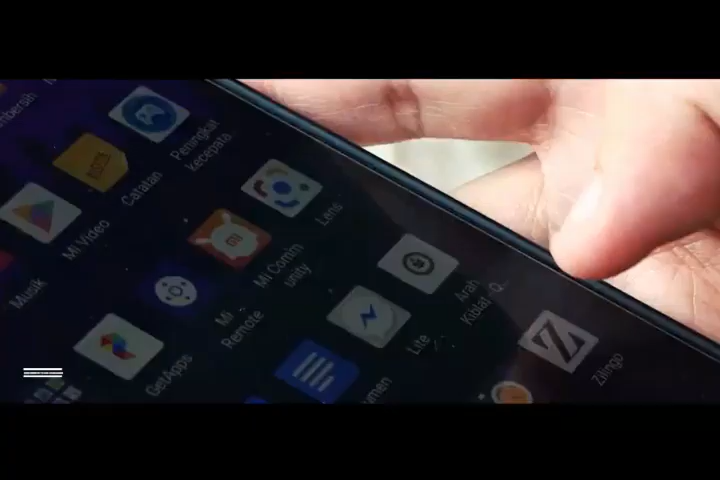 Peningkat
kecepata
Catatan
Mi Video
Musik
Lens
Mi Comm
unity
Mi
Remote
GetApps
Arah
Kiblat-Q..
Lite
Zilingo